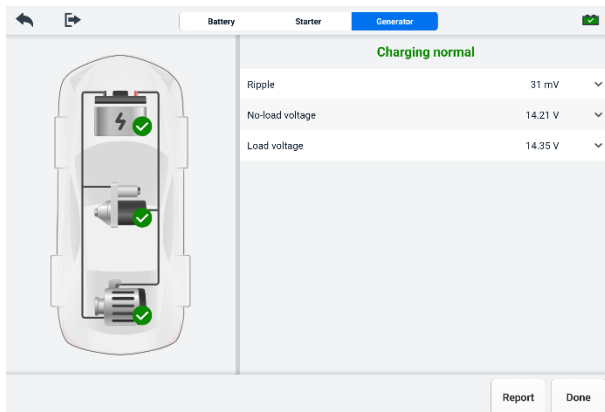 Battery Starter Generator
Charging normal
Ripple 31 mV
No-load voltage 14.21 V
Load voltage 14.35 V
Report Done